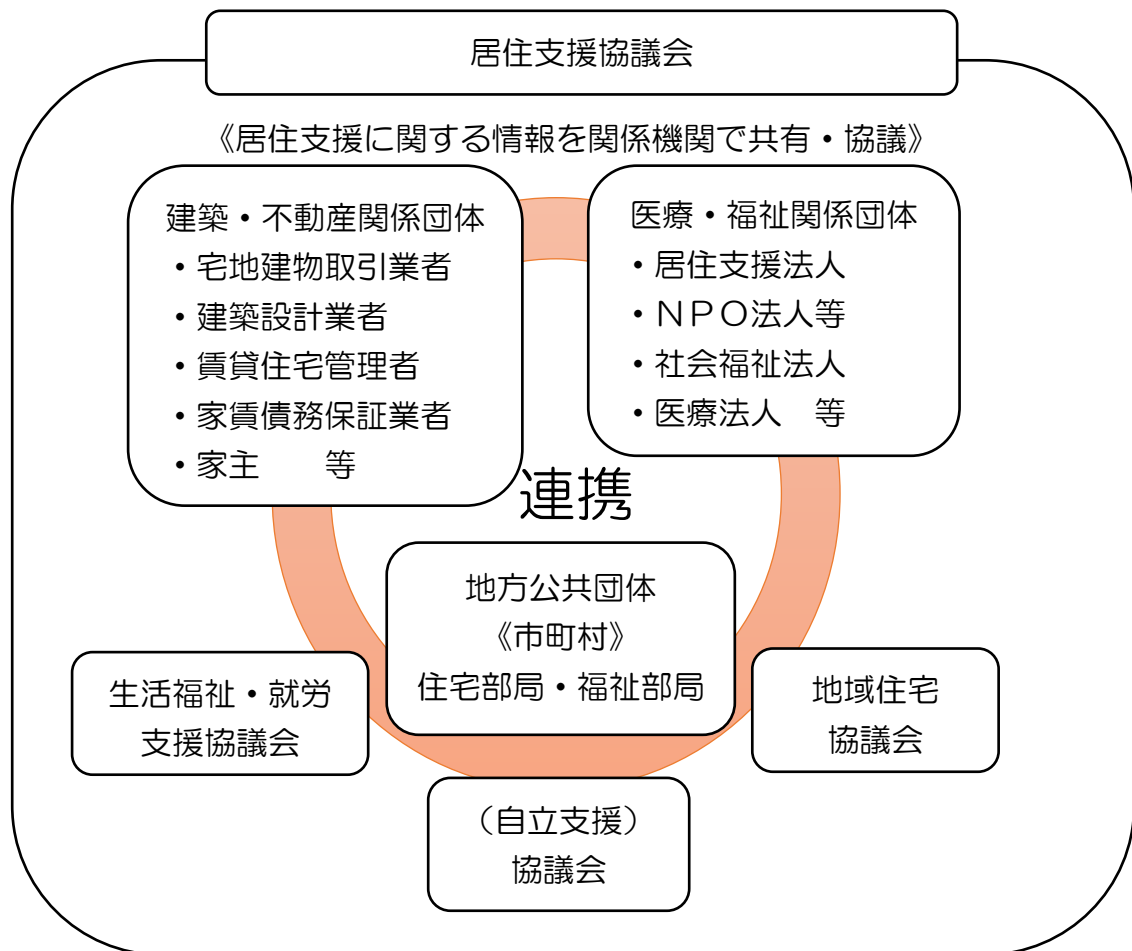 居住支援協議会
《居住支援に関する情報を関係機関で共有・協議》
建築・不動産関係団体
・宅地建物取引業者
・建築設計業者
・賃貸住宅管理者
・家賃債務保証業者
・家主　　等
医療・福祉関係団体
・居住支援法人
・ＮＰＯ法人等
・社会福祉法人
・医療法人　等
連携
地方公共団体
《市町村》
住宅部局・福祉部局
生活福祉・就労
支援協議会
（自立支援）
協議会
地域住宅
協議会